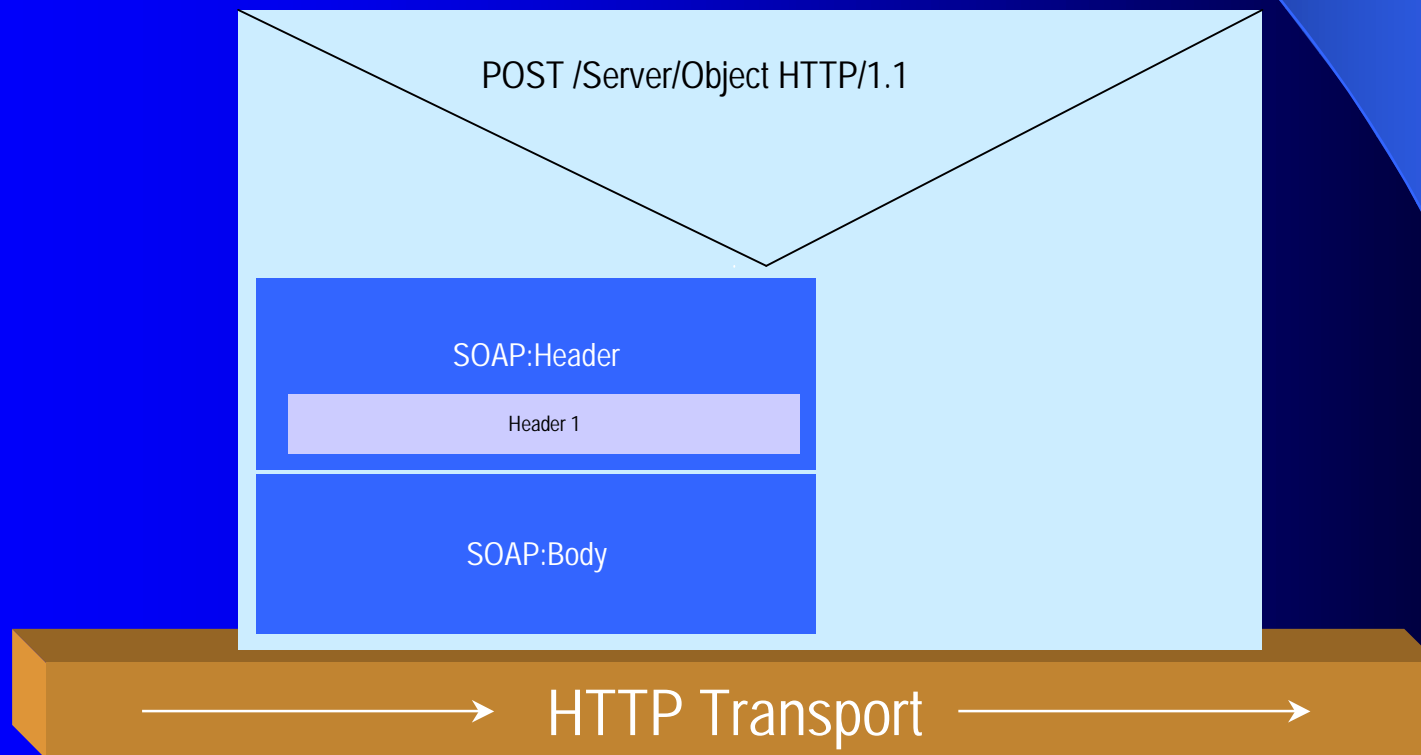 POST /Server/Object HTTP/1.1
SOAP:Header
Header 1
SOAP:Body
HTTP Transport